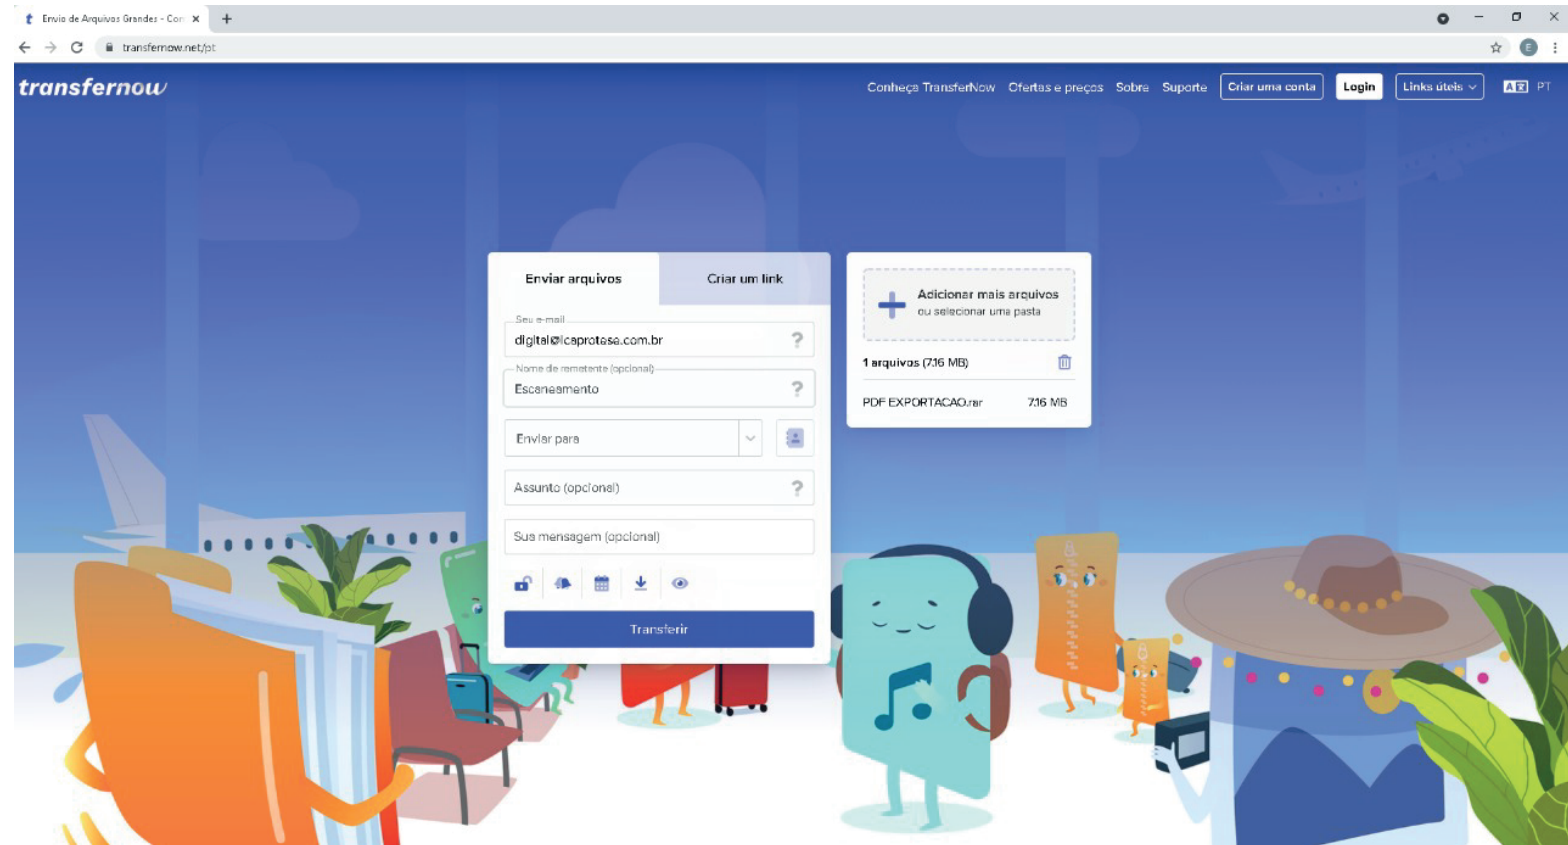 Envio de Arquivos Grandes - Con
transfernow.net/pt
E
transfernow
Conheça TransferNow Ofertas e preços Sobre Suporte Criar uma conta Login Links úteis PT
Enviar arquivos
Criar um link
Seu e-mail
digital@icaprotese.com.br
Nome de remetente (opcional)
Escaneamento
Enviar para
Assunto (opcional)
Sua mensagem (opcional)
Transferir
Adicionar mais arquivos
ou selecionar uma pasta
1 arquivos (7.16 MB)
PDF EXPORTACAO.rar 7.16 MB